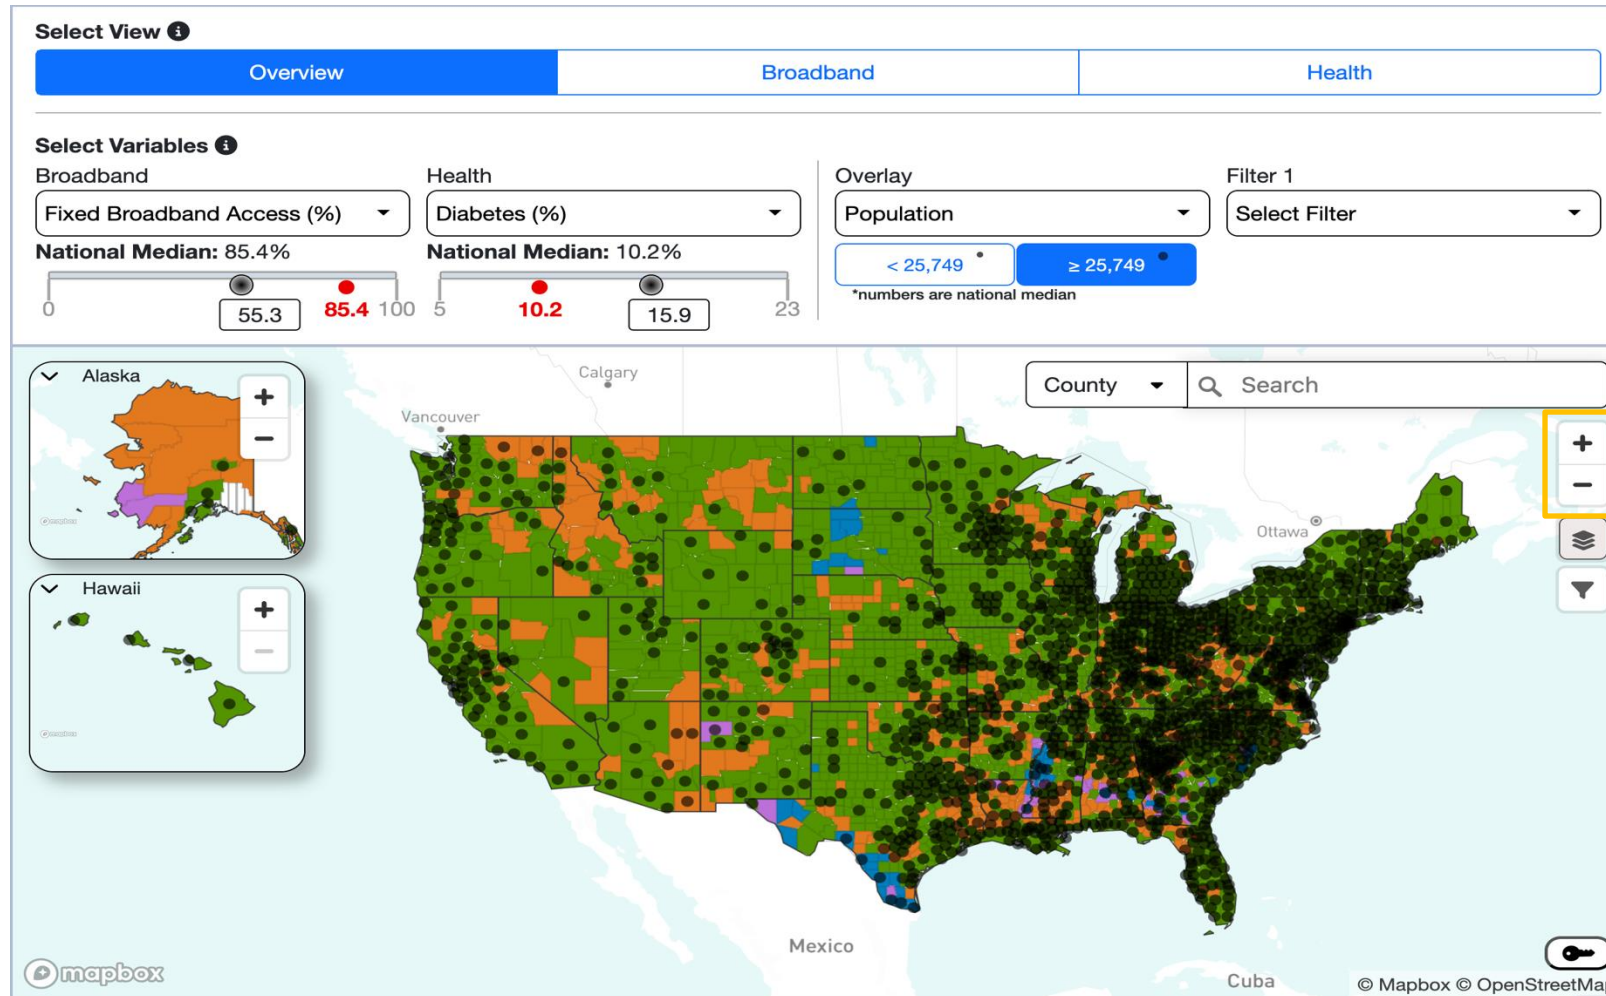 Select View
Overview Broadband Health
Select Variables
Broadband Health Overlay Filter 1
Fixed Broadband Access (%) Diabetes (%) Population Select Filter
National Median: 85.4% National Median: 10.2%
< 25,749 ≥ 25,749
*numbers are national median
0 55.3 85.4 100 5 10.2 15.9 23
Alaska
Calgary
County Search
Vancouver
mapbox
Ottawa
Hawaii
mapbox
Mexico
mapbox
Cuba
© Mapbox © OpenStreetMap